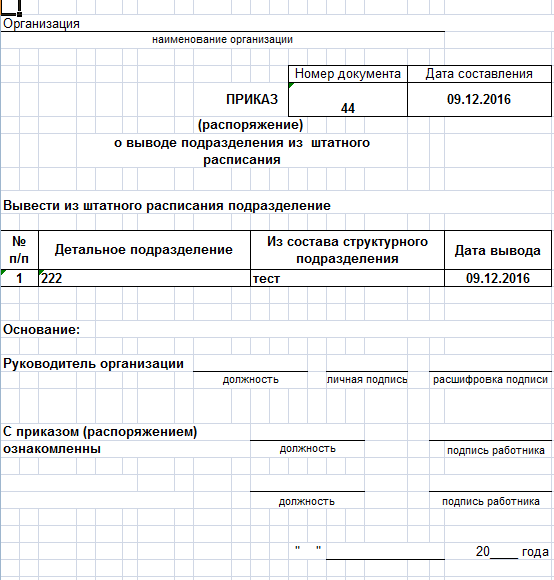 Организация
наименование организации
Номер документа Дата составления
ПРИКАЗ 44 09.12.2016
(распоряжение)
о выводе подразделения из штатного
расписания
Вывести из штатного расписания подразделение
№ п/п Детальное подразделение Из состава структурного подразделения Дата вывода
1 222 тест 09.12.2016
Основание:
Руководитель организации
должность личная подпись расшифровка подписи
С приказом (распоряжением)
ознакомленны
должность подпись работника
должность подпись работника
" " 20____ года